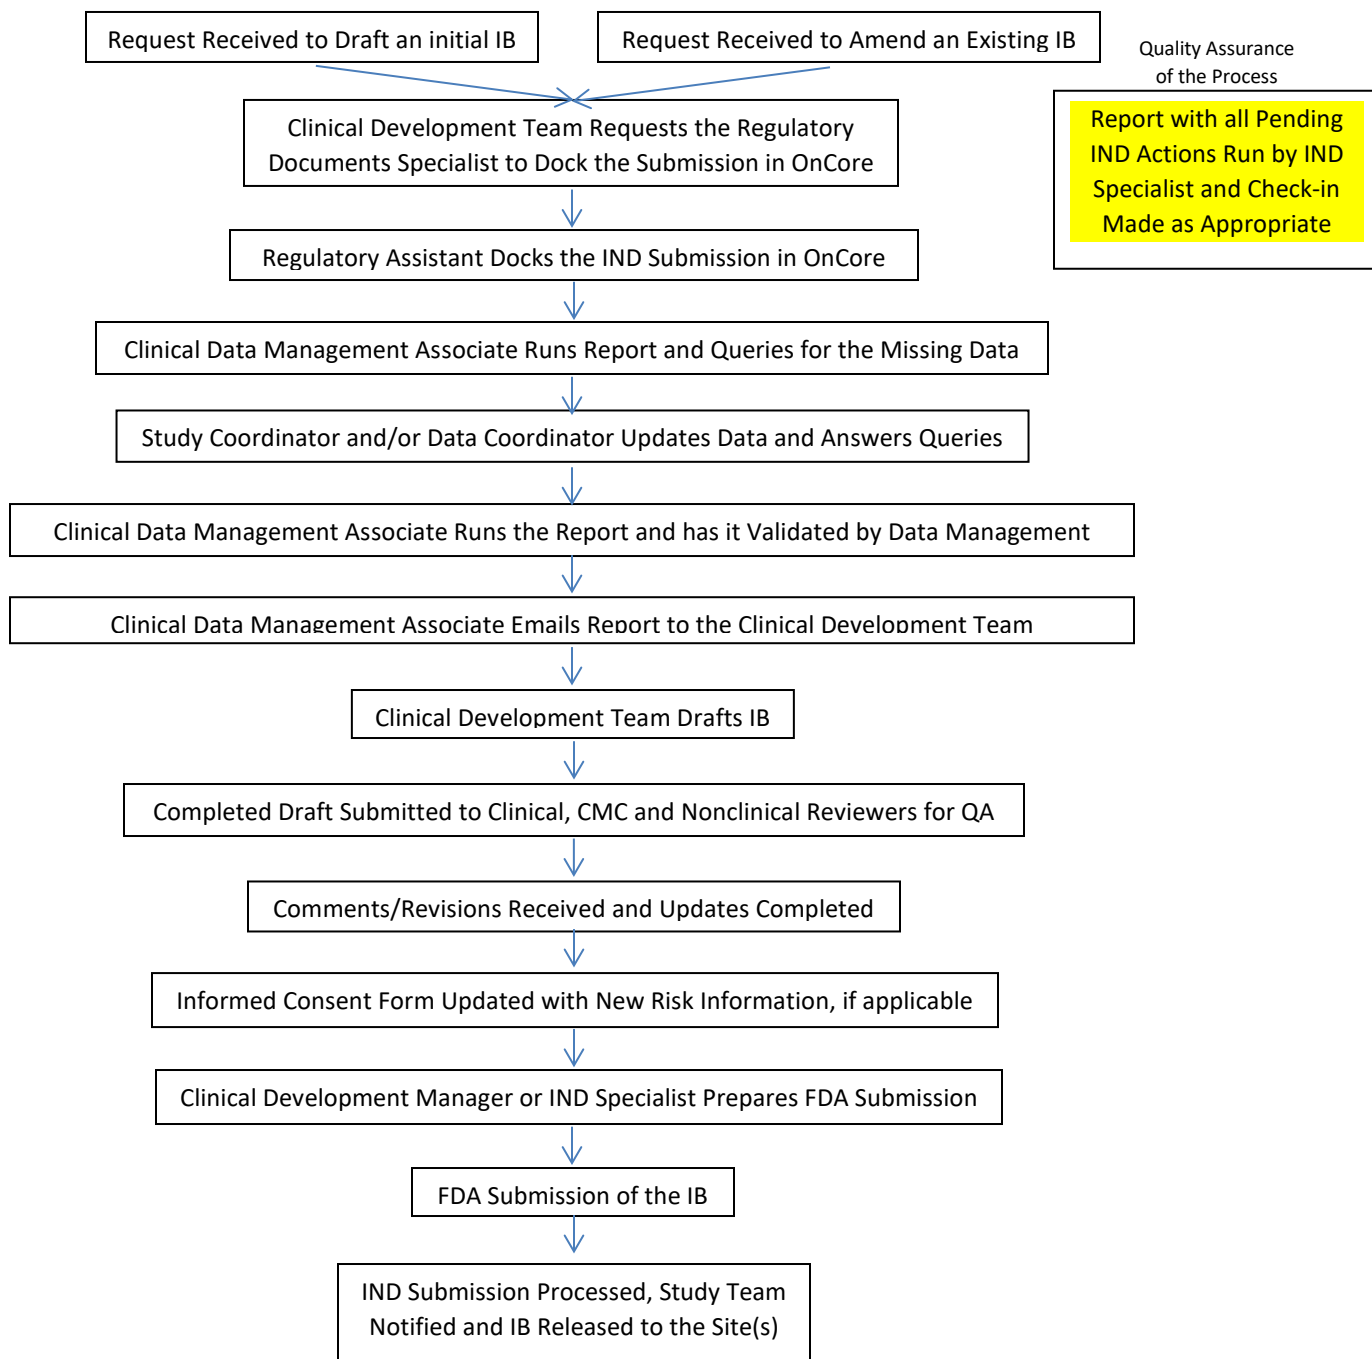 Request Received to Draft an initial IB
Request Received to Amend an Existing IB
Quality Assurance
of the Process
Report with all Pending
IND Actions Run by IND
Specialist and Check-in
Made as Appropriate
Clinical Development Team Requests the Regulatory
Documents Specialist to Dock the Submission in OnCore
Regulatory Assistant Docks the IND Submission in OnCore
Clinical Data Management Associate Runs Report and Queries for the Missing Data
Study Coordinator and/or Data Coordinator Updates Data and Answers Queries
Clinical Data Management Associate Runs the Report and has it Validated by Data Management
Clinical Data Management Associate Emails Report to the Clinical Development Team
Clinical Development Team Drafts IB
Completed Draft Submitted to Clinical, CMC and Nonclinical Reviewers for QA
Comments/Revisions Received and Updates Completed
Informed Consent Form Updated with New Risk Information, if applicable
Clinical Development Manager or IND Specialist Prepares FDA Submission
FDA Submission of the IB
IND Submission Processed, Study Team
Notified and IB Released to the Site(s)